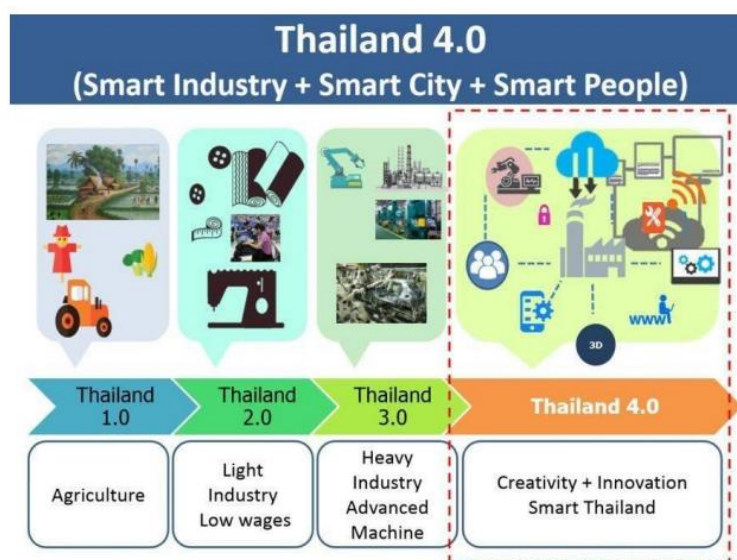 Thailand 4.0
(Smart Industry + Smart City + Smart People)
WWW
3D
Thailand
1.0
Thailand
2.0
Thailand
3.0
Thailand 4.0
Agriculture
Light
Industry
Low wages
Heavy
Industry
Advanced
Machine
Creativity + Innovation
Smart Thailand